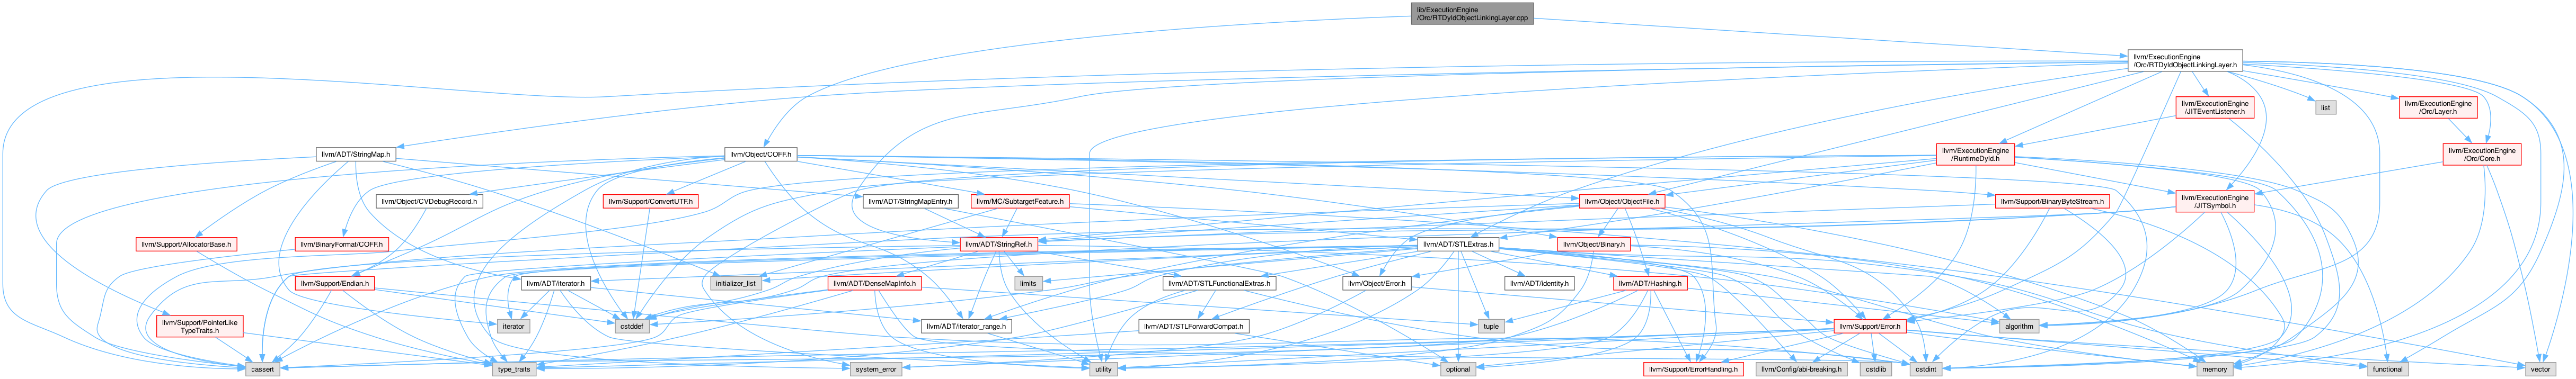 lib/ExecutionEngine
/Orc/RTDyldObjectLinkingLayer.cpp
llvm/ExecutionEngine
/Orc/RTDyldObjectLinkingLayer.h
llvm/ExecutionEngine
/JITEventListener.h
list
llvm/ExecutionEngine
/Orc/Layer.h
llvm/ADT/StringMap.h
llvm/Object/COFF.h
llvm/ExecutionEngine
/RuntimeDyld.h
llvm/ExecutionEngine
/Orc/Core.h
llvm/Object/CVDebugRecord.h
llvm/Support/ConvertUTF.h
llvm/ADT/StringMapEntry.h
llvm/MC/SubtargetFeature.h
llvm/Object/ObjectFile.h
llvm/Support/BinaryByteStream.h
llvm/ExecutionEngine
/JITSymbol.h
llvm/Support/AllocatorBase.h
llvm/BinaryFormat/COFF.h
llvm/ADT/StringRef.h
llvm/ADT/STLExtras.h
llvm/Object/Binary.h
llvm/Support/Endian.h
llvm/ADT/iterator.h
initializer_list
llvm/ADT/DenseMapInfo.h
limits
llvm/ADT/STLFunctionalExtras.h
llvm/Object/Error.h
llvm/ADT/identity.h
llvm/ADT/Hashing.h
llvm/Support/PointerLike
TypeTraits.h
iterator
cstddef
llvm/ADT/iterator_range.h
llvm/ADT/STLForwardCompat.h
tuple
llvm/Support/Error.h
algorithm
cassert
type_traits
system_error
utility
optional
llvm/Support/ErrorHandling.h
llvm/Config/abi-breaking.h
cstdlib
cstdint
memory
functional
vector